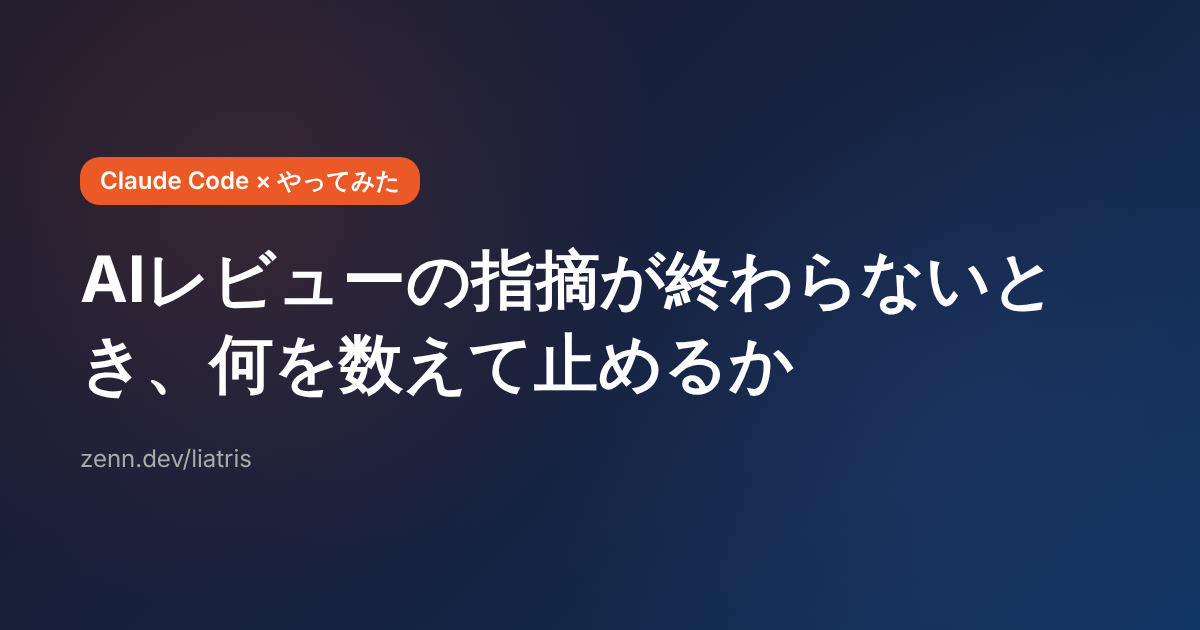 Claude Code × やってみた
AIレビューの指摘が終わらないと
き、何を数えて止めるか
zenn.dev/liatris